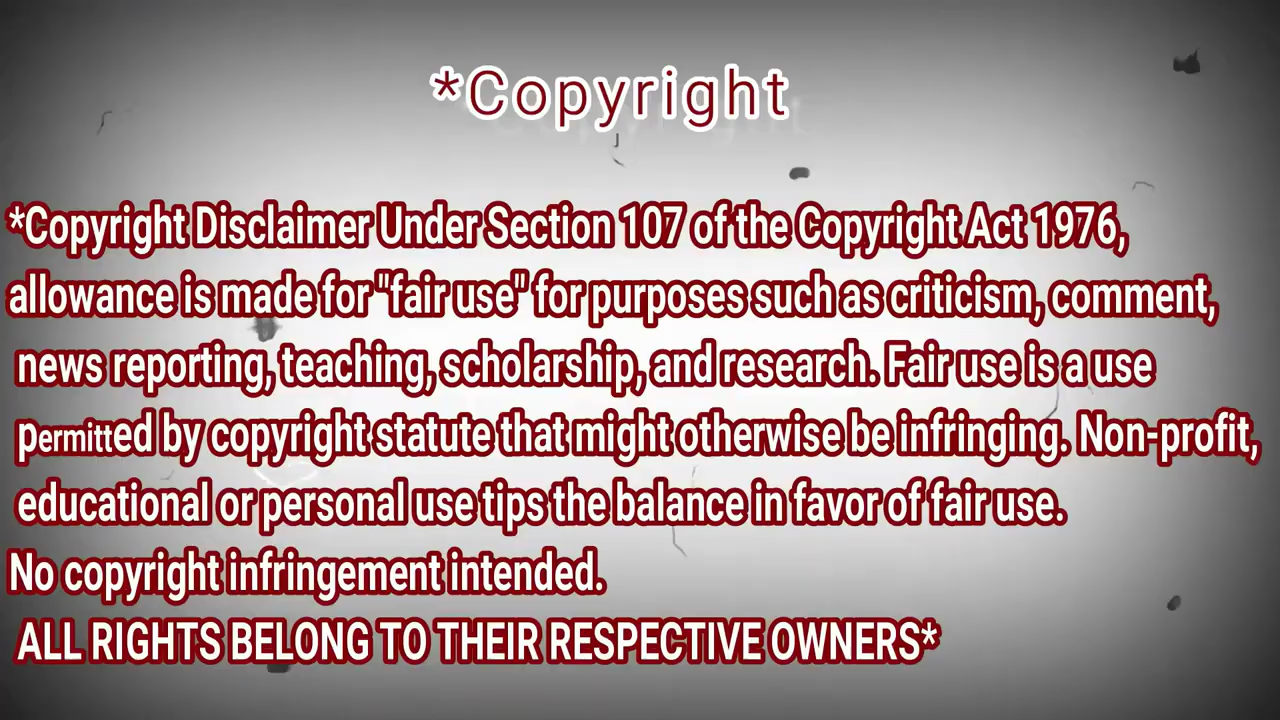 *Copyright
*Copyright Disclaimer Under Section 107 of the Copyright Act 1976,
allowance is made for "fair use" for purposes such as criticism, comment,
news reporting, teaching, scholarship, and research. Fair use is a use
permitted by copyright statute that might otherwise be infringing. Non-profit,
educational or personal use tips the balance in favor of fair use.
No copyright infringement intended.
ALL RIGHTS BELONG TO THEIR RESPECTIVE OWNERS*